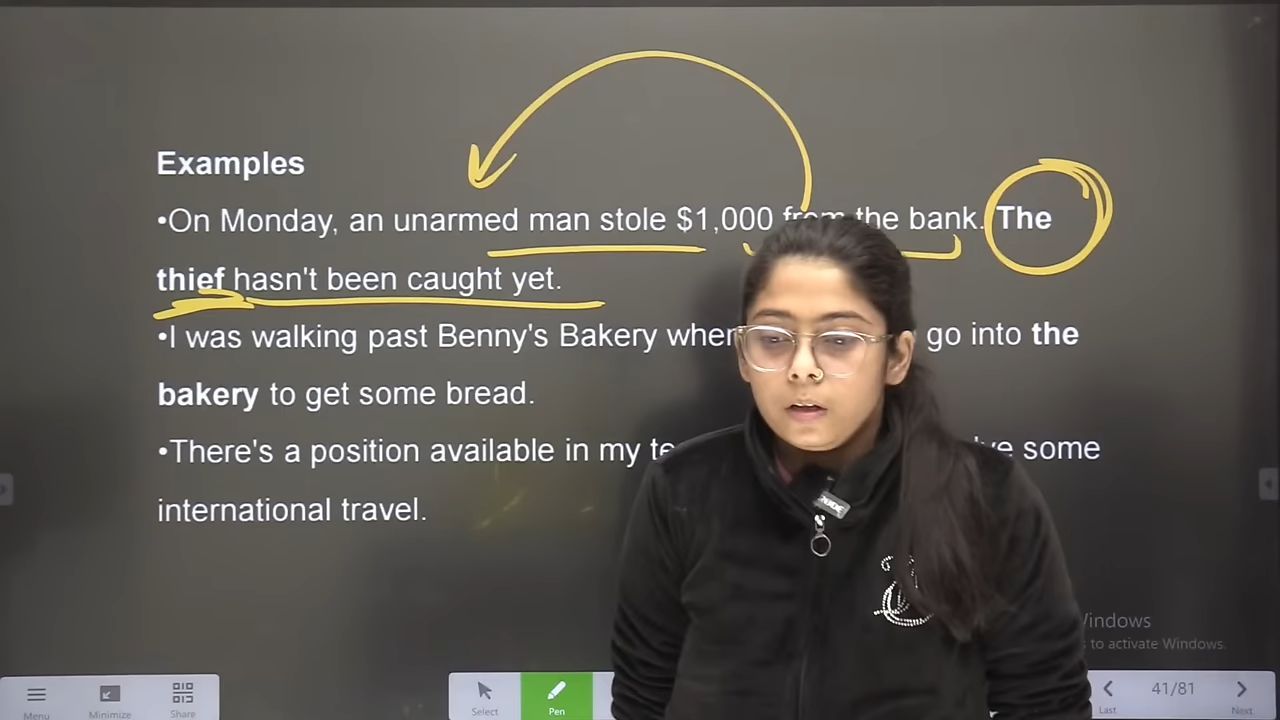 Examples
•On Monday, an unarmed man stole $1,000 from the bank. The
thief hasn't been caught yet.
•I was walking past Benny's Bakery when go into the
bakery to get some bread.
•There's a position available in my some
international travel.
Windows
to activate Windows.
Menu Minimize Share Select Pen Last 41/81 Next